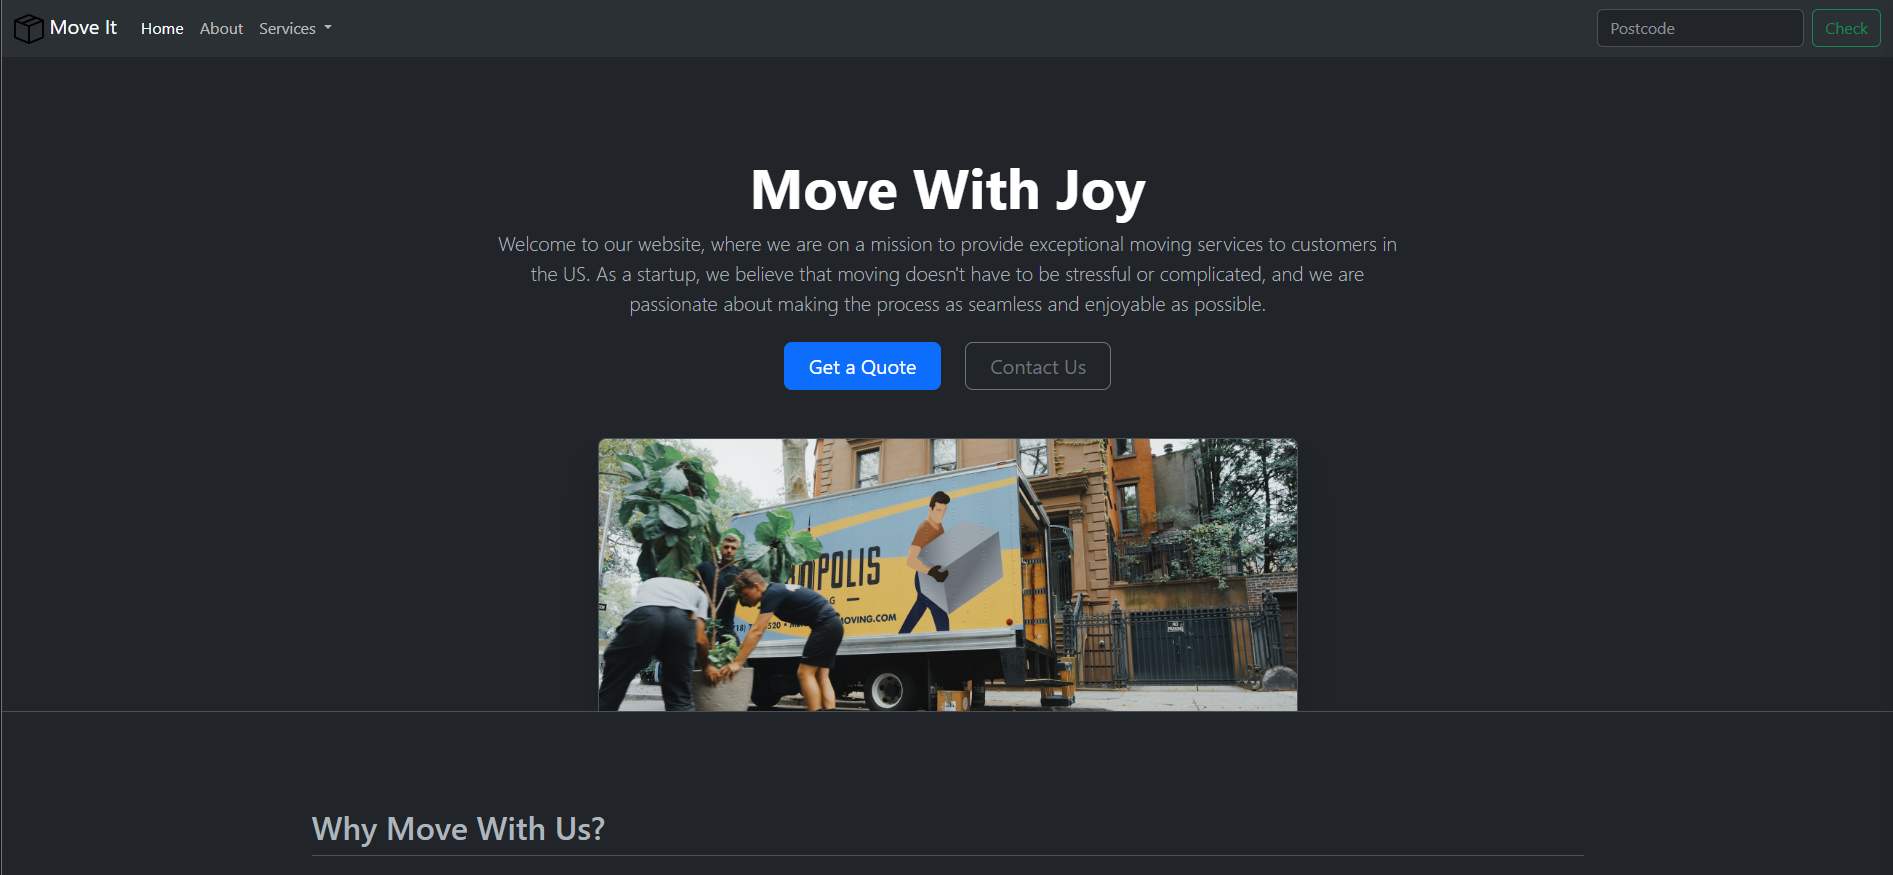 Move It
Home
About
Services
Postcode
Check
Move With Joy
Welcome to our website, where we are on a mission to provide exceptional moving services to customers in
the US. As a startup, we believe that moving doesn't have to be stressful or complicated, and we are
passionate about making the process as seamless and enjoyable as possible.
Get a Quote
Contact Us
POLIS
MOVING.COM
NO
PARKING
Why Move With Us?